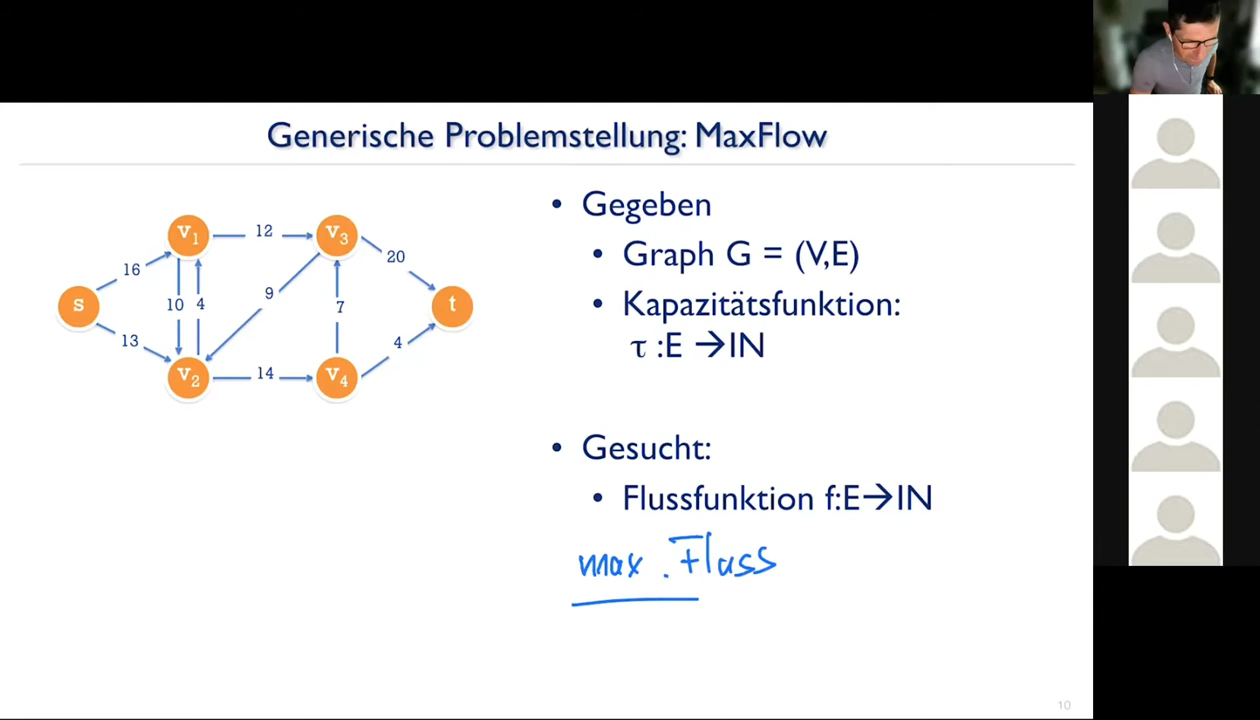 Generische Problemstellung: MaxFlow
s
v1
v2
v3
v4
t
16
13
10
4
12
9
14
7
20
4
• Gegeben
• Graph G = (V,E)
• Kapazitätsfunktion:
τ :E →IN
• Gesucht:
• Flussfunktion f:E→IN
max. Fluss
10